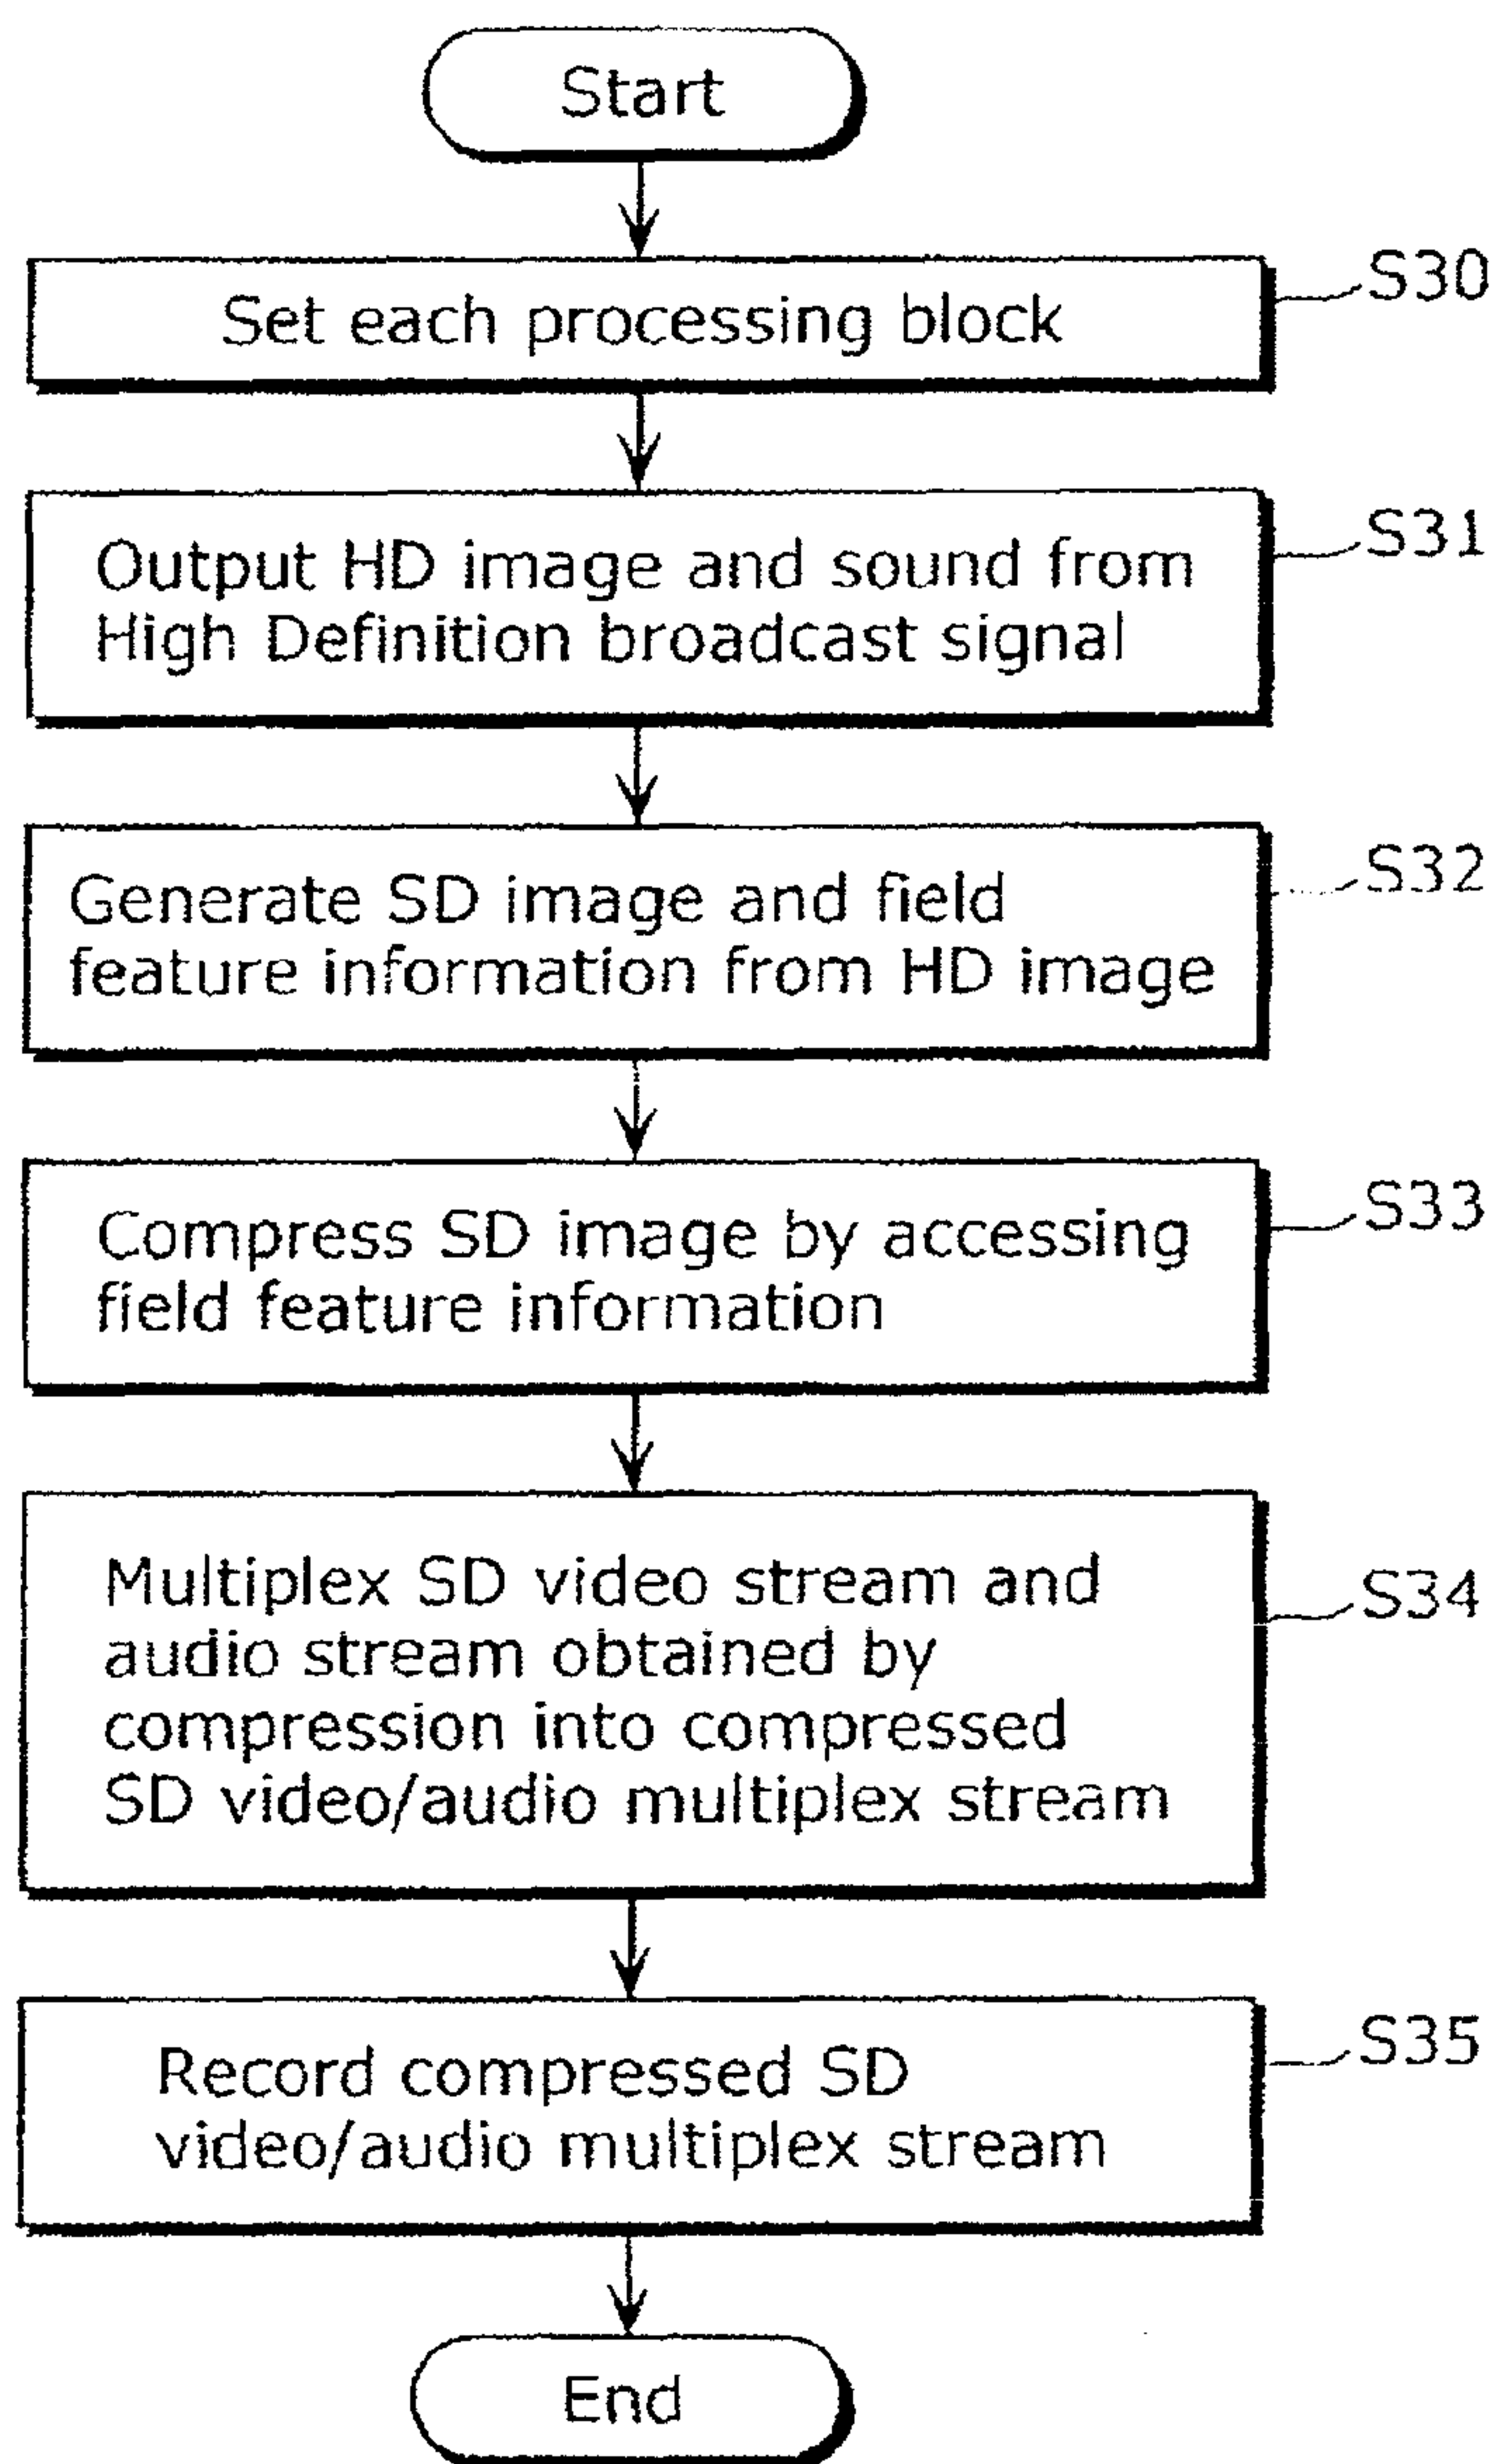 Start
Set each processing block
S30
Output HD image and sound from
High Definition broadcast signal
S31
Generate SD image and field
feature information from HD image
S32
Compress SD image by accessing
field feature information
S33
Multiplex SD video stream and
audio stream obtained by
compression into compressed
SD video/audio multiplex stream
S34
Record compressed SD
video/audio multiplex stream
S35
End